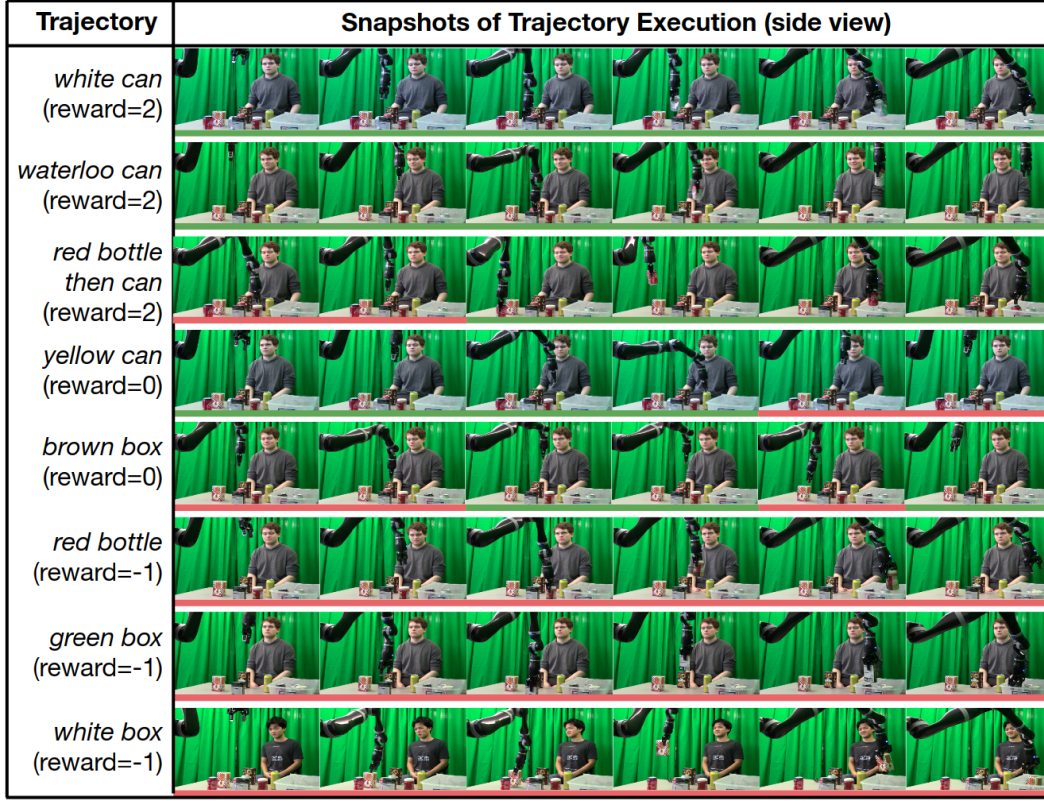 Trajectory
Snapshots of Trajectory Execution (side view)
white can
(reward=2)
waterloo can
(reward=2)
red bottle
then can
(reward=2)
yellow can
(reward=0)
brown box
(reward=0)
red bottle
(reward=-1)
green box
(reward=-1)
white box
(reward=-1)